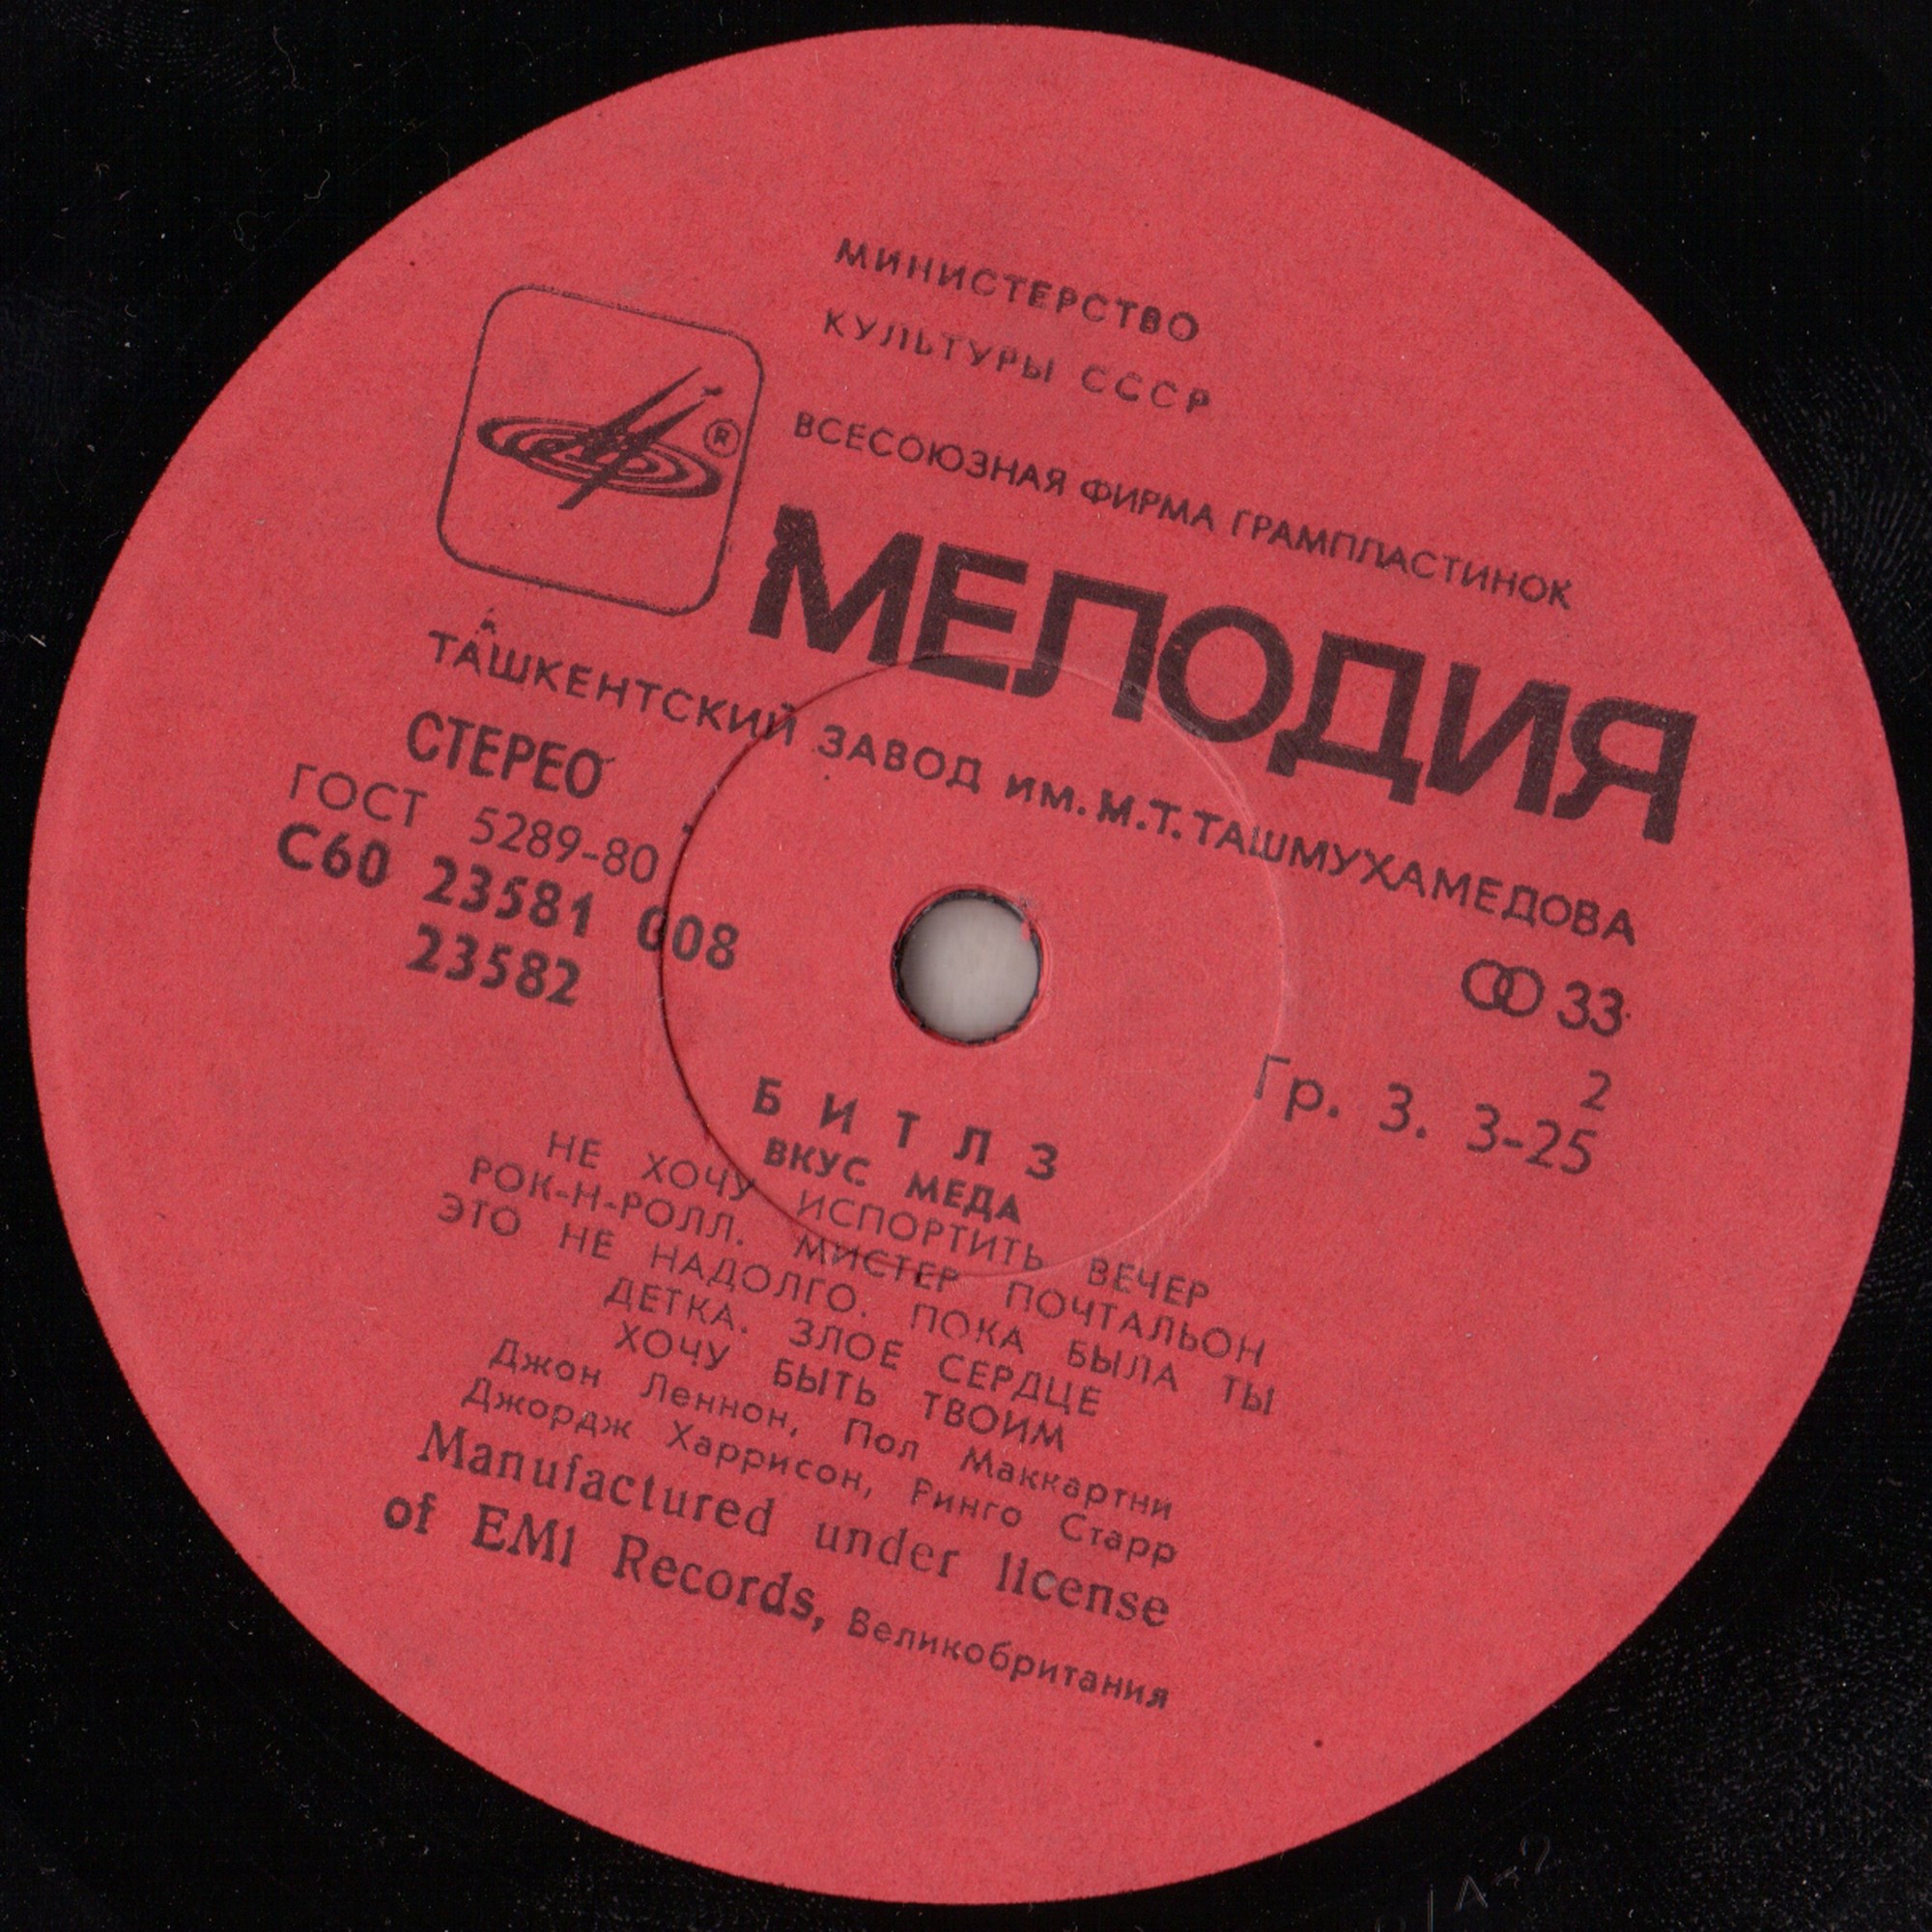 МИНИСТЕРСТВО
КУЛЬТУРЫ СССР
ВСЕСОЮЗНАЯ ФИРМА ГРАМПЛАСТИНОК
®
МЕЛОДИЯ
ТАШКЕНТСКИЙ ЗАВОД ИМ. М.Т. ТАШМУХАМЕДОВА
СТЕРЕО
ГОСТ 5289-80
С60 23581 008
23582
33
2
Гр. 3. 3-25
БИТЛЗ
ВКУС МЕДА
НЕ ХОЧУ ИСПОРТИТЬ ВЕЧЕР
РОК-Н-РОЛЛ. МИСТЕР ПОЧТАЛЬОН
ЭТО НЕ НАДОЛГО. ПОКА БЫЛА ТЫ
ДЕТКА. ЗЛОЕ СЕРДЦЕ
ХОЧУ БЫТЬ ТВОИМ
Джон Леннон, Пол Маккартни
Джордж Харрисон, Ринго Старр
Manufactured under license
of EMI Records, Великобритания